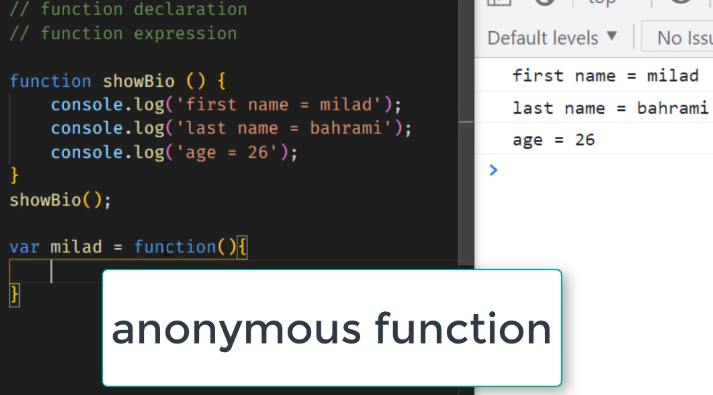 // function declaration
// function expression
function showBio () {
console.log('first name = milad');
console.log('last name = bahrami');
console.log('age = 26');
}
showBio();
var milad = function(){
}
anonymous function
top
Default levels ▼
No Issu
first name = milad
last name = bahrami
age = 26
>